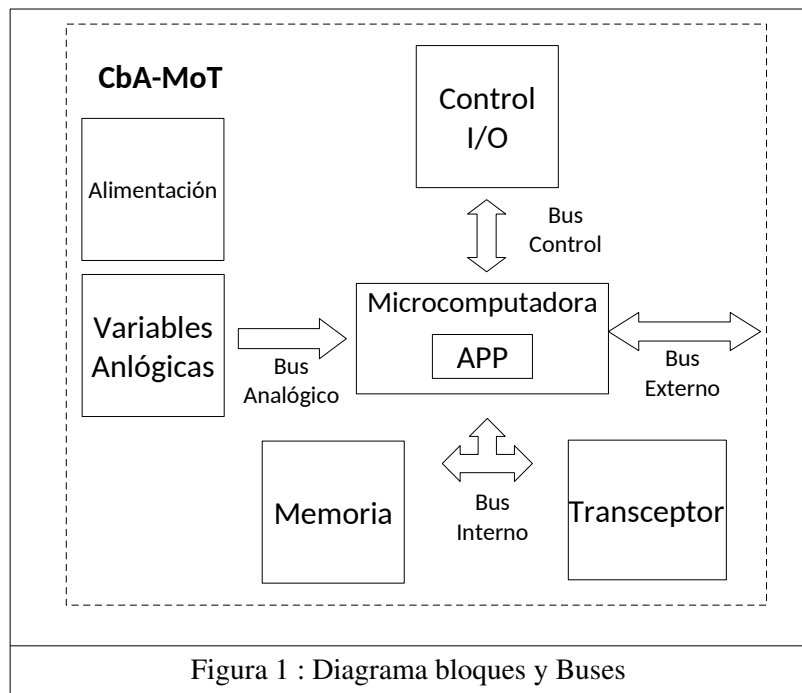 CbA-MoT
Control
I/O
Alimentación
Bus
Control
Variables
Anlógicas
Bus
Analógico
Microcomputadora
APP
Bus
Externo
Memoria
Bus
Interno
Transceptor
Figura 1 : Diagrama bloques y Buses